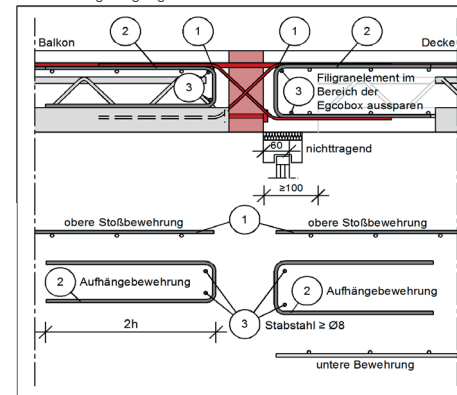 2
1
1
2
Balkon
Decke
3
3
Filigranelement im
Bereich der
Egcobox aussparen
60
nichttragend
≥100
obere Stoßbewehrung
1
obere Stoßbewehrung
2
Aufhängebewehrung
2
Aufhängebewehrung
2h
3
Stabstahl ≥ Ø8
untere Bewehrung